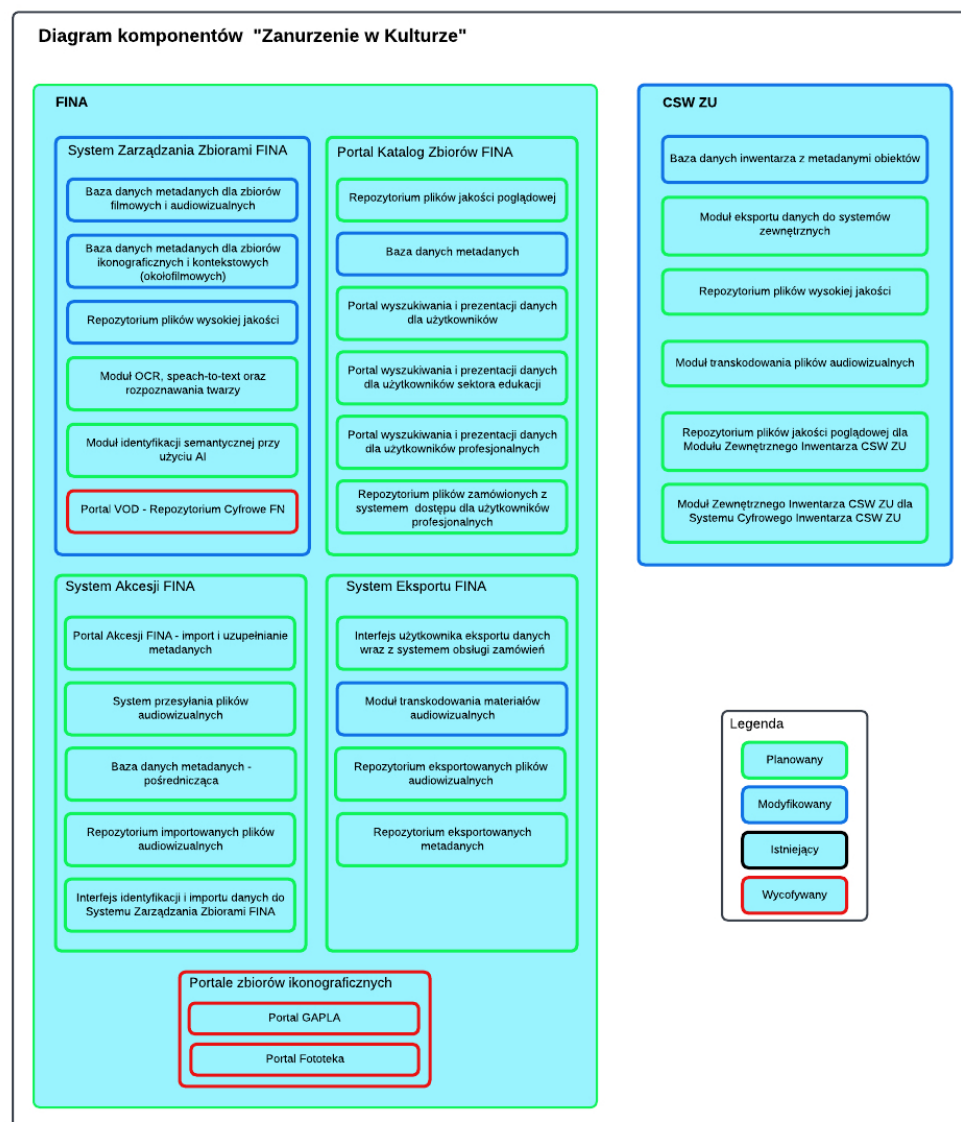 Diagram komponentów "Zanurzenie w Kulturze"
FINA
System Zarządzania Zbiorami FINA
Baza danych metadanych dla zbiorów
filmowych i audiowizualnych
Baza danych metadanych dla zbiorów
ikonograficznych i kontekstowych
(okołofilmowych)
Repozytorium plików wysokiej jakości
Moduł OCR, speach-to-text oraz
rozpoznawania twarzy
Moduł identyfikacji semantycznej przy
użyciu AI
Portal VOD - Repozytorium Cyfrowe FN
Portal Katalog Zbiorów FINA
Repozytorium plików jakości poglądowej
Baza danych metadanych
Portal wyszukiwania i prezentacji danych
dla użytkowników
Portal wyszukiwania i prezentacji danych
dla użytkowników sektora edukacji
Portal wyszukiwania i prezentacji danych
dla użytkowników profesjonalnych
Repozytorium plików zamówionych z
systemem dostępu dla użytkowników
profesjonalnych
System Akcesji FINA
Portal Akcesji FINA - import i uzupełnianie
metadanych
System przesyłania plików
audiowizualnych
Baza danych metadanych -
pośrednicząca
Repozytorium importowanych plików
audiowizualnych
Interfejs identyfikacji i importu danych do
Systemu Zarządzania Zbiorami FINA
System Eksportu FINA
Interfejs użytkownika eksportu danych
wraz z systemem obsługi zamówień
Moduł transkodowania materiałów
audiowizualnych
Repozytorium eksportowanych plików
audiowizualnych
Repozytorium eksportowanych
metadanych
Portale zbiorów ikonograficznych
Portal GAPLA
Portal Fototeka
CSW ZU
Baza danych inwentarza z metadanymi obiektów
Moduł eksportu danych do systemów
zewnętrznych
Repozytorium plików wysokiej jakości
Moduł transkodowania plików audiowizualnych
Repozytorium plików jakości poglądowej dla
Modułu Zewnętrznego Inwentarza CSW ZU
Moduł Zewnętrznego Inwentarza CSW ZU dla
Systemu Cyfrowego Inwentarza CSW ZU
Legenda
Planowany
Modyfikowany
Istniejący
Wycofywany